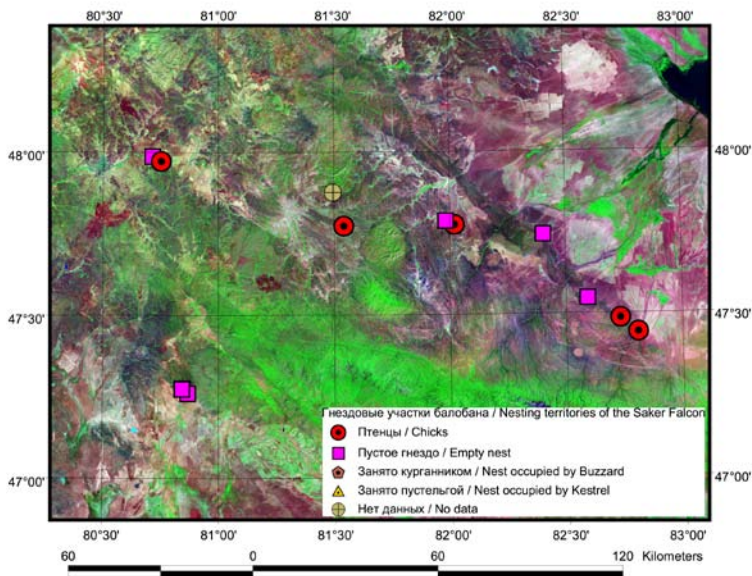 80°30' 81°00' 81°30' 82°00' 82°30' 83°00'
48°00' 48°00'
47°30' 47°30'
47°00' 47°00'
Гнездовые участки балобана / Nesting territories of the Saker Falcon
Птенцы / Chicks
Пустое гнездо / Empty nest
Занято курганником / Nest occupied by Buzzard
Занято пустельгой / Nest occupied by Kestrel
Нет данных / No data
80°30' 81°00' 81°30' 82°00' 82°30' 83°00'
60 0 60 120 Kilometers